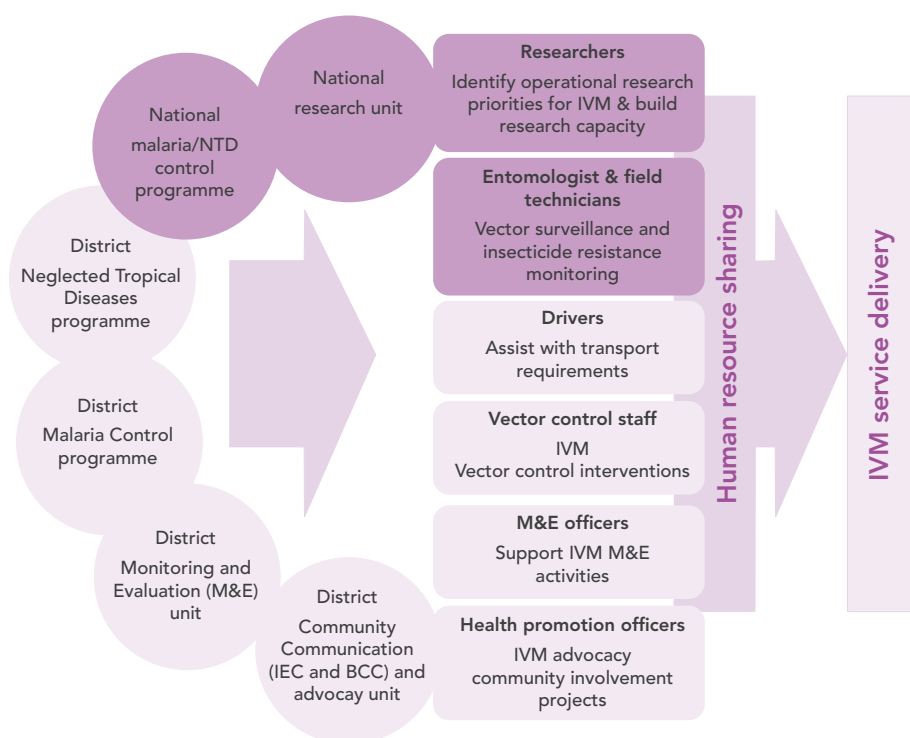 National
research unit
National
malaria/NTD
control
programme
District
Neglected Tropical
Diseases
programme
District
Malaria Control
programme
District
Monitoring and
Evaluation (M&E)
unit
District
Community
Communication
(IEC and BCC) and
advocay unit
Researchers
Identify operational research
priorities for IVM & build
research capacity
Entomologist & field
technicians
Vector surveillance and
insecticide resistance
monitoring
Drivers
Assist with transport
requirements
Vector control staff
IVM
Vector control interventions
M&E officers
Support IVM M&E
activities
Health promotion officers
IVM advocacy
community involvement
projects
Human resource sharing
IVM service delivery